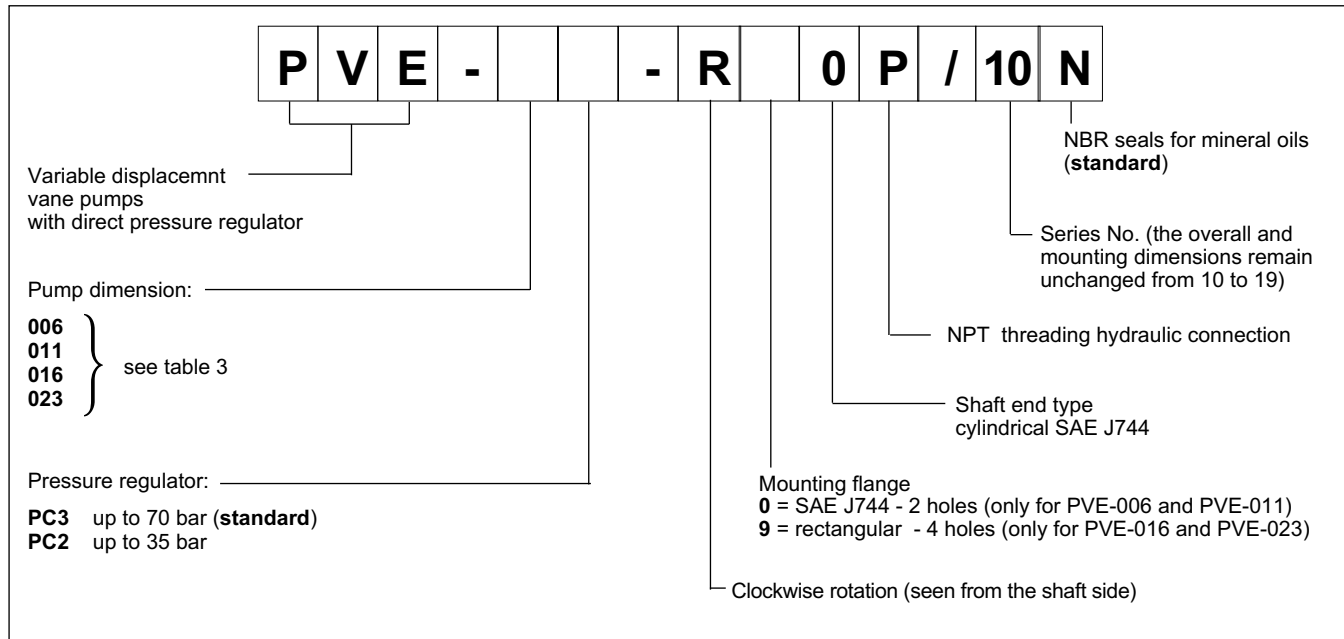 P V E - - R 0 P / 10 N
NBR seals for mineral oils
(standard)
Variable displacemnt
vane pumps
with direct pressure regulator
Series No. (the overall and
mounting dimensions remain
unchanged from 10 to 19)
Pump dimension:
006
011
016
023
see table 3
NPT threading hydraulic connection
Shaft end type
cylindrical SAE J744
Pressure regulator:
PC3 up to 70 bar (standard)
PC2 up to 35 bar
Mounting flange
0 = SAE J744 - 2 holes (only for PVE-006 and PVE-011)
9 = rectangular - 4 holes (only for PVE-016 and PVE-023)
Clockwise rotation (seen from the shaft side)